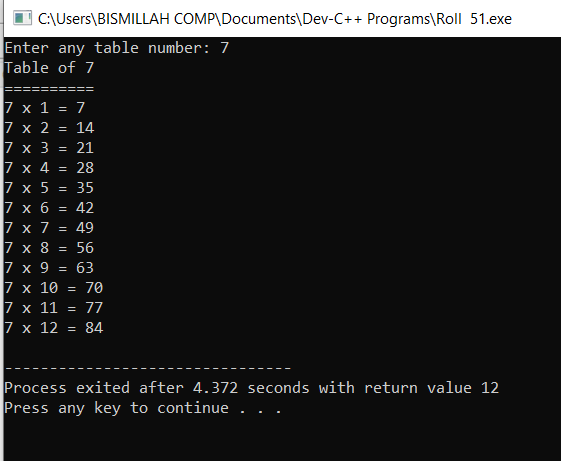 C:\Users\BISMILLAH COMP\Documents\Dev-C++ Programs\Roll  51.exe
Enter any table number: 7
Table of 7
==========
7 x 1 = 7
7 x 2 = 14
7 x 3 = 21
7 x 4 = 28
7 x 5 = 35
7 x 6 = 42
7 x 7 = 49
7 x 8 = 56
7 x 9 = 63
7 x 10 = 70
7 x 11 = 77
7 x 12 = 84
--------------------------------
Process exited after 4.372 seconds with return value 12
Press any key to continue . . .